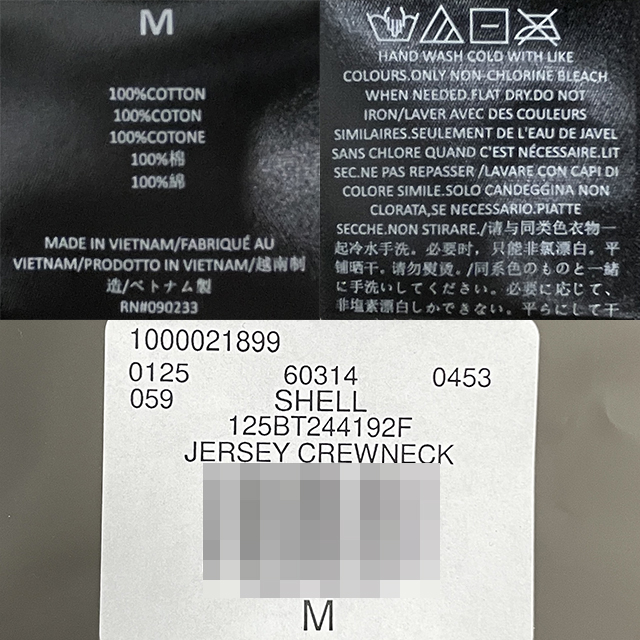 M
100%COTTON
100%COTON
100%COTONE
100%棉
100%綿
MADE IN VIETNAM/FABRIQUÉ AU
VIETNAM/PRODOTTO IN VIETNAM/越南制
造/ベトナム製
RN#090233
HAND WASH COLD WITH LIKE
COLOURS.ONLY NON-CHLORINE BLEACH
WHEN NEEDED.FLAT DRY.DO NOT
IRON/LAVER AVEC DES COULEURS
SIMILAIRES.SEULEMENT DE L'EAU DE JAVEL
SANS CHLORE QUAND C'EST NÉCESSAIRE.LIT
SEC.NE PAS REPASSER /LAVARE CON CAPI DI
COLORE SIMILE.SOLO CANDEGGINA NON
CLORATA,SE NECESSARIO.PIATTE
SECCHE.NON STIRARE./请与同类色衣物一
起冷水手洗。必要时，只能非氯漂白。平
铺晒干。请勿熨烫。/同系色のものと一緒
に手洗いしてください。必要に応じて、
非塩素漂白しかできない。平らにして干
1000021899
0125 60314 0453
059 SHELL
125BT244192F
JERSEY CREWNECK
M